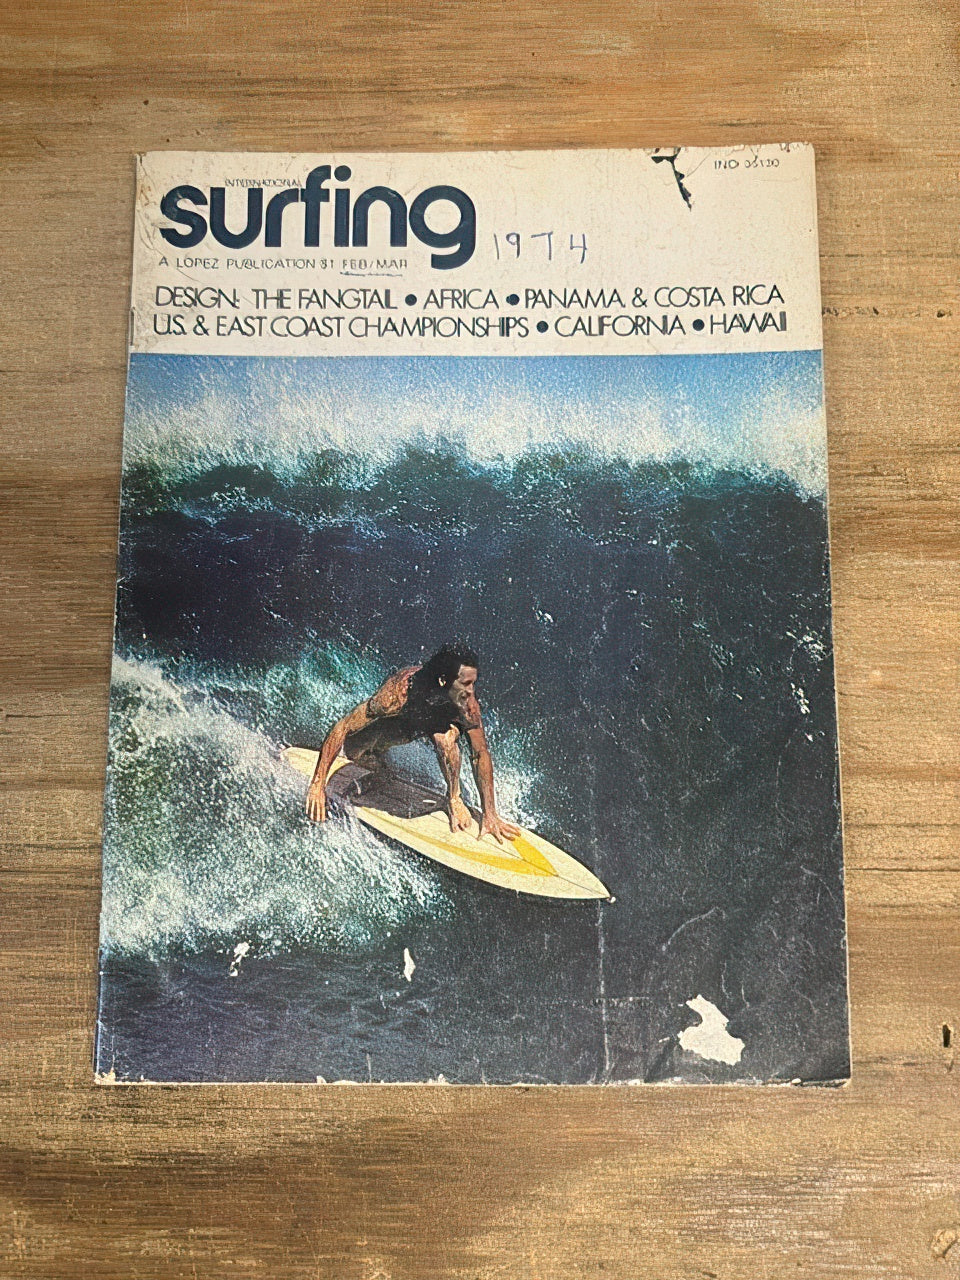 INTERNATIONAL
surfing
1974
A LOPEZ PUBLICATION $1 FEB/MAR
DESIGN: THE FANGTAIL • AFRICA • PANAMA & COSTA RICA
U.S. & EAST COAST CHAMPIONSHIPS • CALIFORNIA • HAWAII